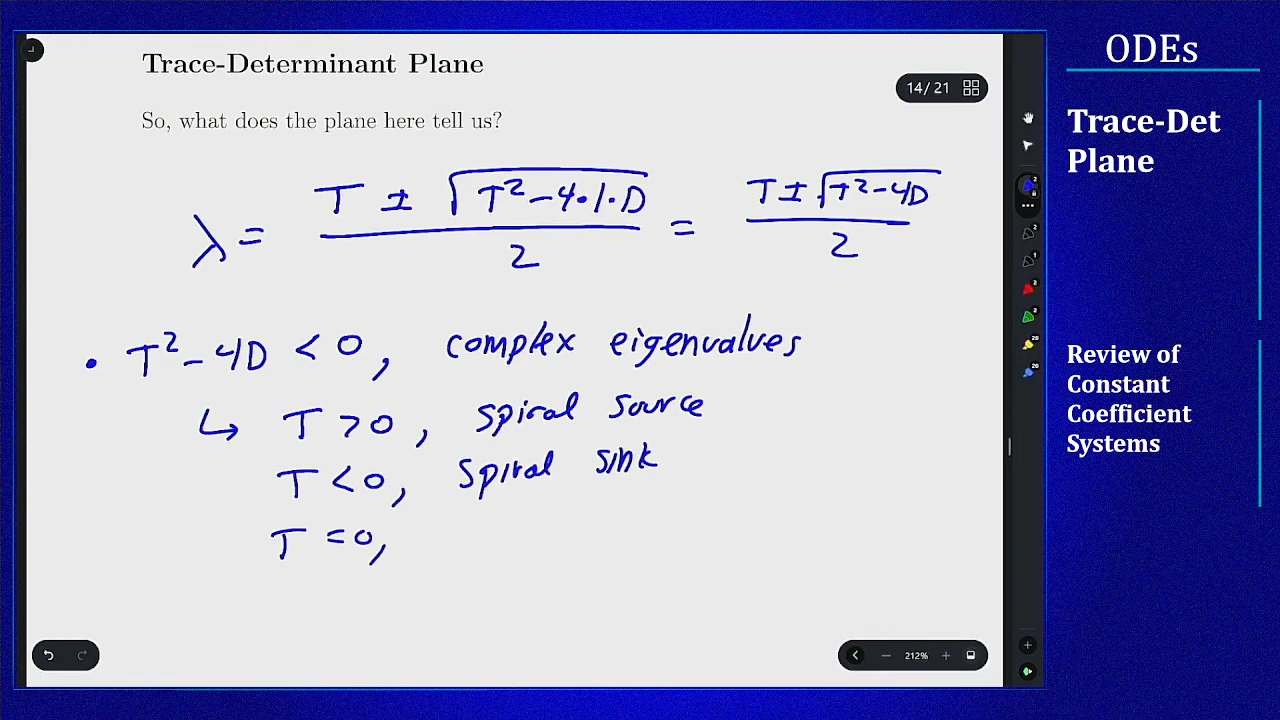 Trace-Determinant Plane
14/21
So, what does the plane here tell us?
λ = (T ± √(T² - 4·1·D))/2 = (T ± √(T² - 4D))/2
• T² - 4D < 0, complex eigenvalues
↳ T > 0, spiral source
T < 0, spiral sink
T = 0,
212%
ODEs
Trace-Det
Plane
Review of
Constant
Coefficient
Systems